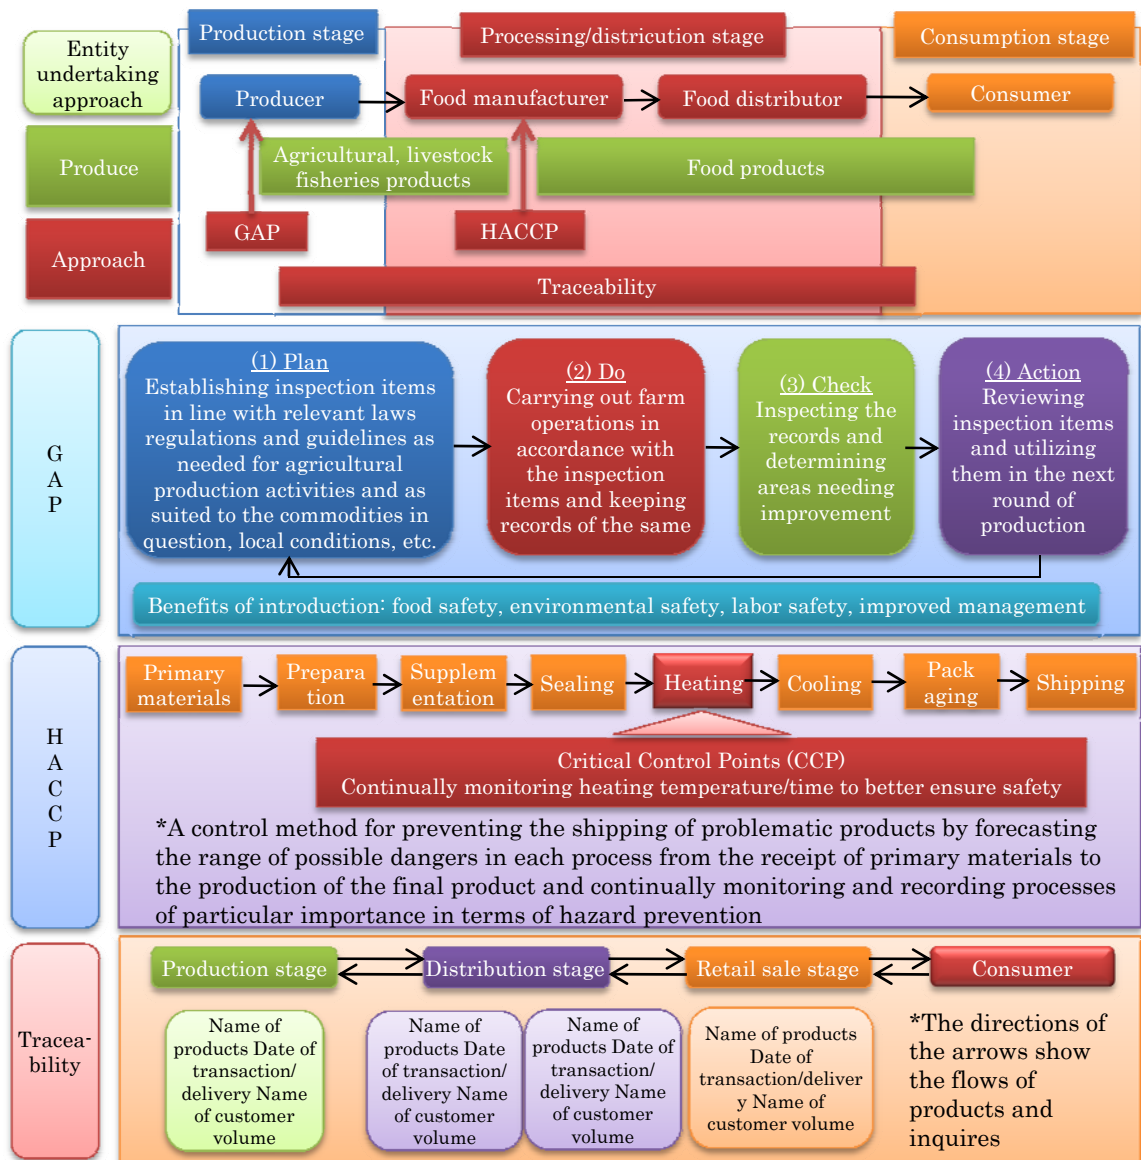 Entity
undertaking
approach
Production stage
Processing/districution stage
Consumption stage
Producer
Food manufacturer
Food distributor
Consumer
Produce
Agricultural, livestock
fisheries products
Food products
Approach
GAP
HACCP
Traceability
G
A
P
(1) Plan
Establishing inspection items
in line with relevant laws
regulations and guidelines as
needed for agricultural
production activities and as
suited to the commodities in
question, local conditions, etc.
(2) Do
Carrying out farm
operations in
accordance with
the inspection
items and keeping
records of the same
(3) Check
Inspecting the
records and
determining
areas needing
improvement
(4) Action
Reviewing
inspection items
and utilizing
them in the next
round of
production
Benefits of introduction: food safety, environmental safety, labor safety, improved management
H
A
C
C
P
Primary
materials
Prepara
tion
Supplem
entation
Sealing
Heating
Cooling
Pack
aging
Shipping
Critical Control Points (CCP)
Continually monitoring heating temperature/time to better ensure safety
*A control method for preventing the shipping of problematic products by forecasting
the range of possible dangers in each process from the receipt of primary materials to
the production of the final product and continually monitoring and recording processes
of particular importance in terms of hazard prevention
Tracea-
bility
Production stage
Distribution stage
Retail sale stage
Consumer
Name of
products Date of
transaction/
delivery Name
of customer
volume
Name of
products Date
of transaction/
delivery Name
of customer
volume
Name of
products Date of
transaction/
delivery Name
of customer
volume
Name of products
Date of
transaction/deliver
y Name of
customer volume
*The directions of
the arrows show
the flows of
products and
inquires